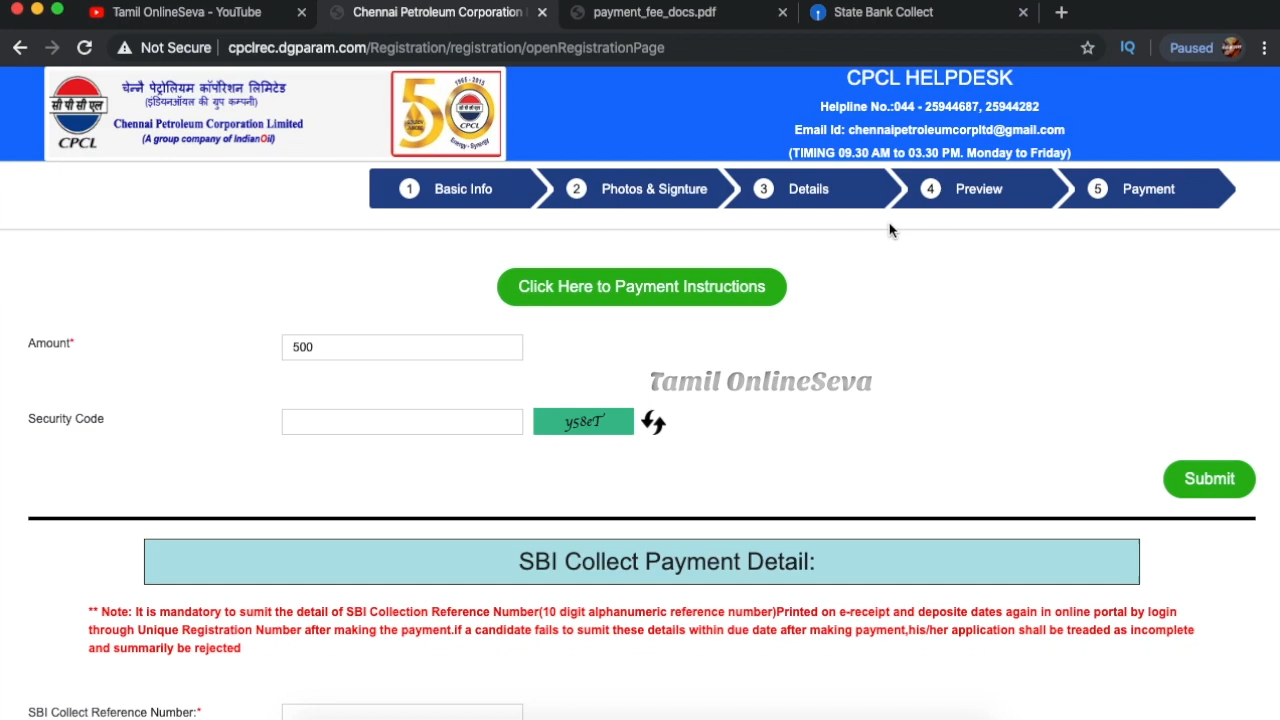 Tamil OnlineSeva - YouTube
Chennai Petroleum Corporation
payment_fee_docs.pdf
State Bank Collect
Not Secure
cpclrec.dgparam.com/Registration/registration/openRegistrationPage
IQ
Paused
सी पी सी एल
CPCL
चेन्नै पेट्रोलियम कॉर्पोरेशन लिमिटेड
(इंडियनऑयल की ग्रुप कम्पनी)
Chennai Petroleum Corporation Limited
(A group company of IndianOil)
50
CPCL
Energy - Synergy
CPCL HELPDESK
Helpline No.:044 - 25944687, 25944282
Email Id: chennaipetroleumcorpltd@gmail.com
(TIMING 09.30 AM to 03.30 PM. Monday to Friday)
1 Basic Info
2 Photos & Signture
3 Details
4 Preview
5 Payment
Click Here to Payment Instructions
Amount*
500
Tamil OnlineSeva
Security Code
y58eT
Submit
SBI Collect Payment Detail:
** Note: It is mandatory to sumit the detail of SBI Collection Reference Number(10 digit alphanumeric reference number)Printed on e-receipt and deposite dates again in online portal by login
through Unique Registration Number after making the payment.if a candidate fails to sumit these details within due date after making payment,his/her application shall be treaded as incomplete
and summarily be rejected
SBI Collect Reference Number:*